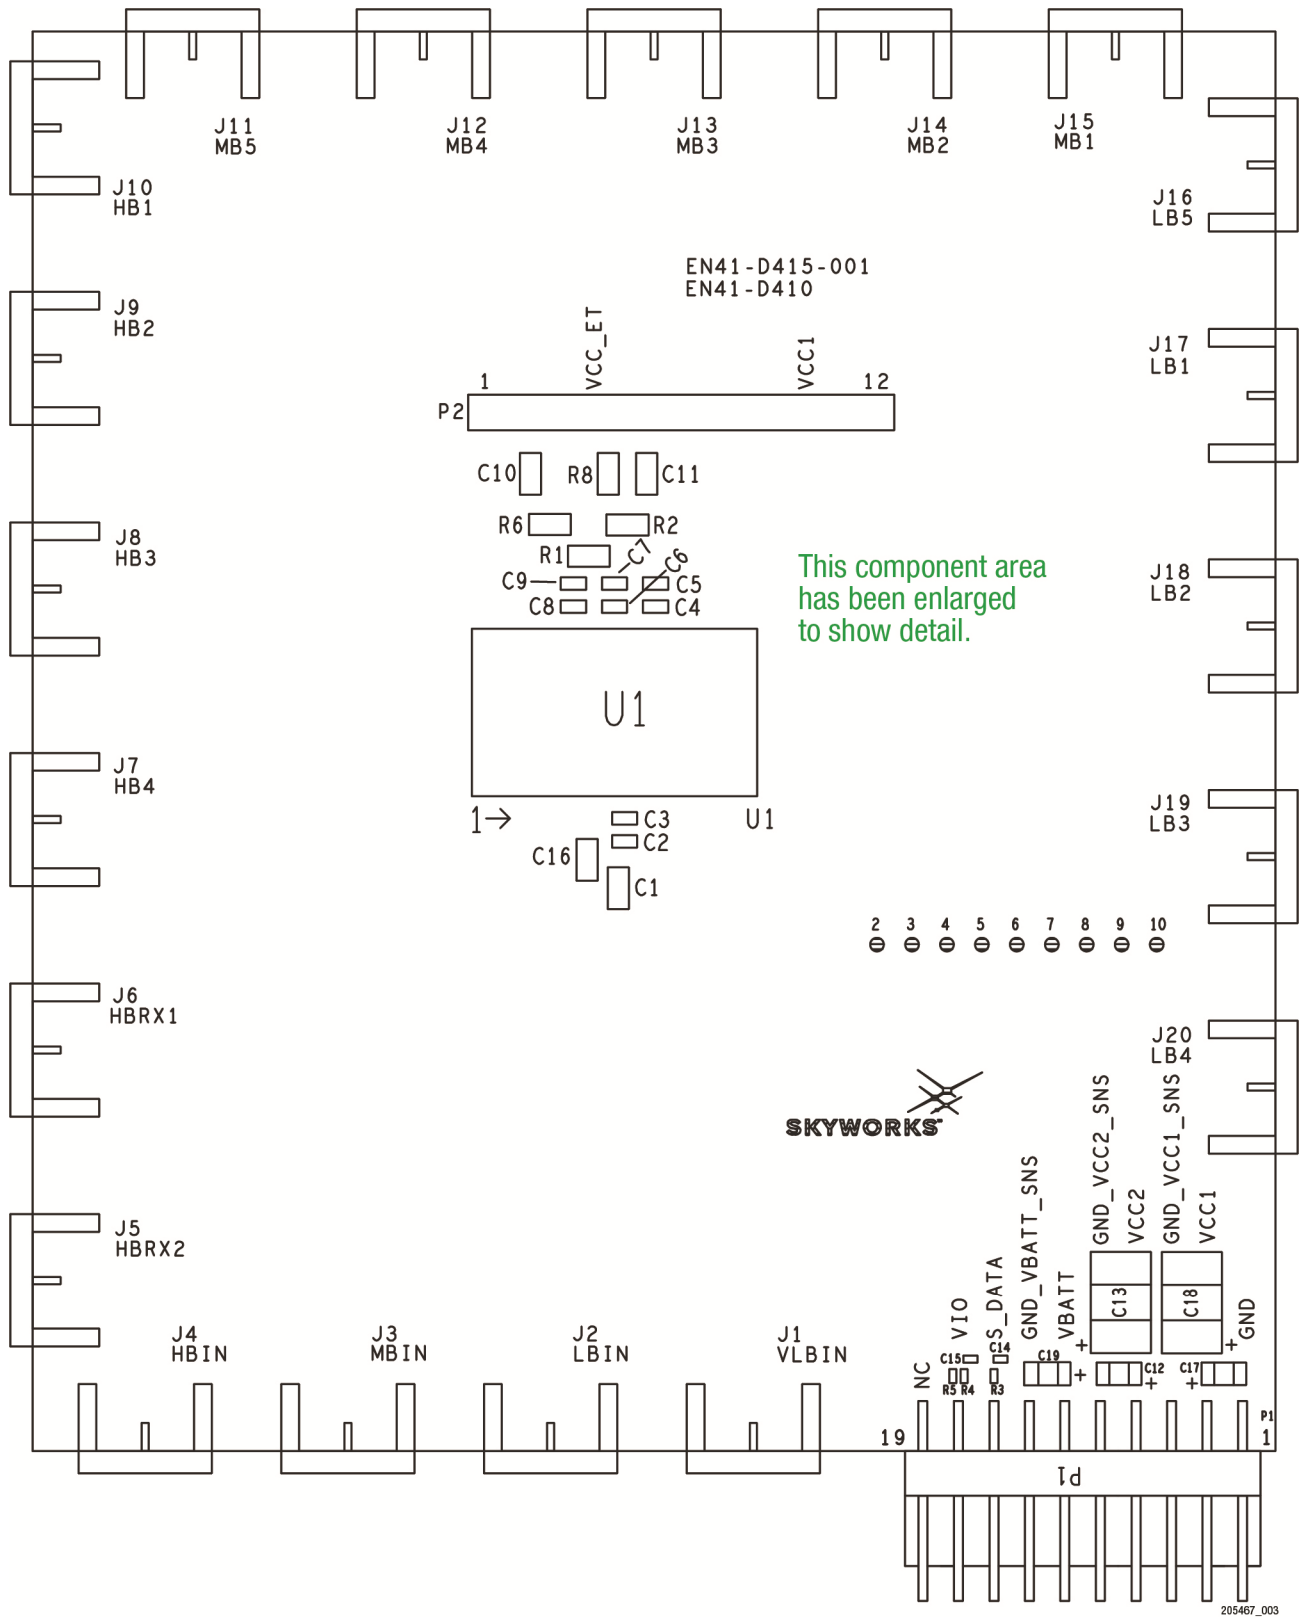 J11
MB5
J12
MB4
J13
MB3
J14
MB2
J15
MB1
J10
HB1
J16
LB5
EN41-D415-001
EN41-D410
J9
HB2
J17
LB1
VCC_ET
VCC1
1
12
P2
C10
R8
C11
R6
R2
R1
C7
C6
C9
C5
C8
C4
J8
HB3
This component area
has been enlarged
to show detail.
J18
LB2
U1
J7
HB4
1
U1
C3
C2
C16
C1
J19
LB3
2 3 4 5 6 7 8 9 10
J6
HBRX1
J20
LB4
SKYWORKS™
J5
HBRX2
GND_VCC2_SNS
VCC2
GND_VCC1_SNS
VCC1
GND_VBATT_SNS
VBATT
S_DATA
VIO
NC
GND
C13
C18
+
+
J4
HBIN
J3
MBIN
J2
LBIN
J1
VLBIN
C15
C14
C19
+
C12
+
C17
+
R5
R4
R3
P1
19
1
P1
205467_003